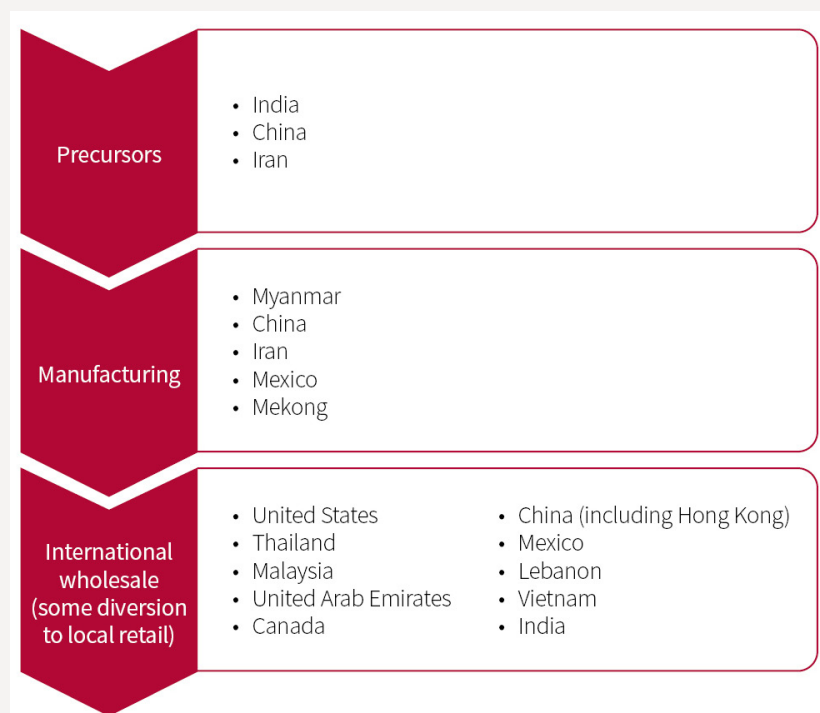 Precursors
• India
• China
• Iran
Manufacturing
• Myanmar
• China
• Iran
• Mexico
• Mekong
International
wholesale
(some diversion
to local retail)
• United States
• Thailand
• Malaysia
• United Arab Emirates
• Canada
• China (including Hong Kong)
• Mexico
• Lebanon
• Vietnam
• India